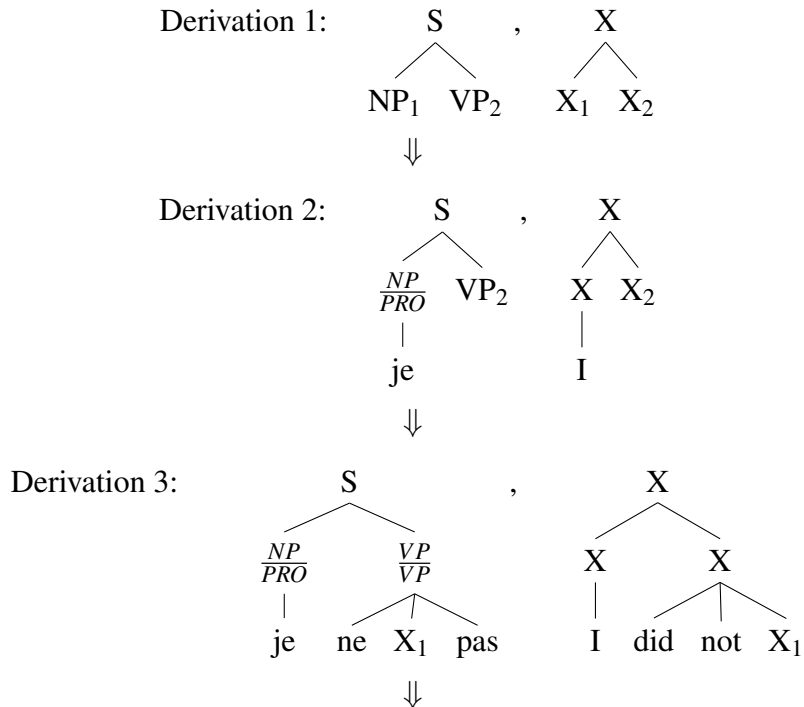 Derivation 1: S , X
NP₁ VP₂ X₁ X₂
⇓
Derivation 2: S , X
NP/PRO VP₂ X X₂
je I
⇓
Derivation 3: S , X
NP/PRO VP/VP X X
je ne X₁ pas I did not X₁
⇓